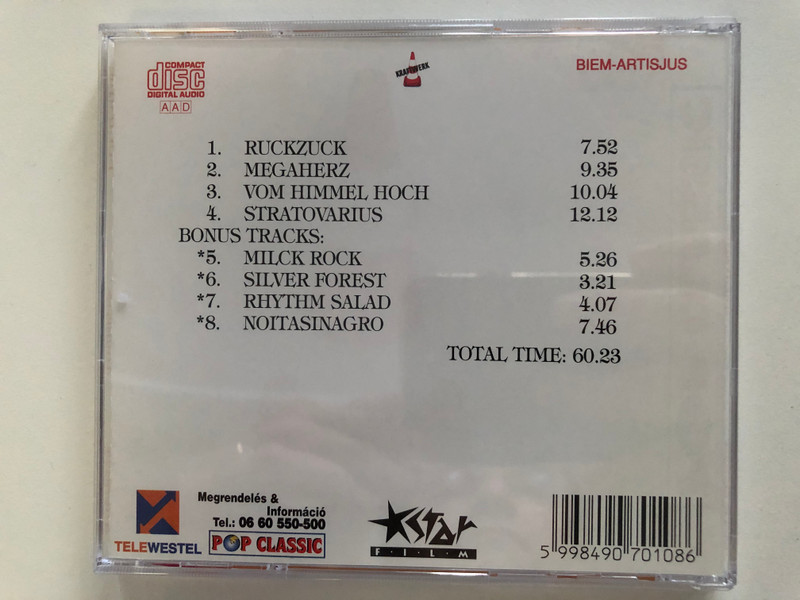 COMPACT
disc
DIGITAL AUDIO
AAD
KRAFTWERK
BIEM-ARTISJUS
1. RUCKZUCK 7.52
2. MEGAHERZ 9.35
3. VOM HIMMEL HOCH 10.04
4. STRATOVARIUS 12.12
BONUS TRACKS:
*5. MILCK ROCK 5.26
*6. SILVER FOREST 3.21
*7. RHYTHM SALAD 4.07
*8. NOITASINAGRO 7.46
TOTAL TIME: 60.23
TELEWESTEL
Megrendelés &
Információ
Tel.: 06 60 550-500
POP CLASSIC
STAR
FILM
5 998490 701086